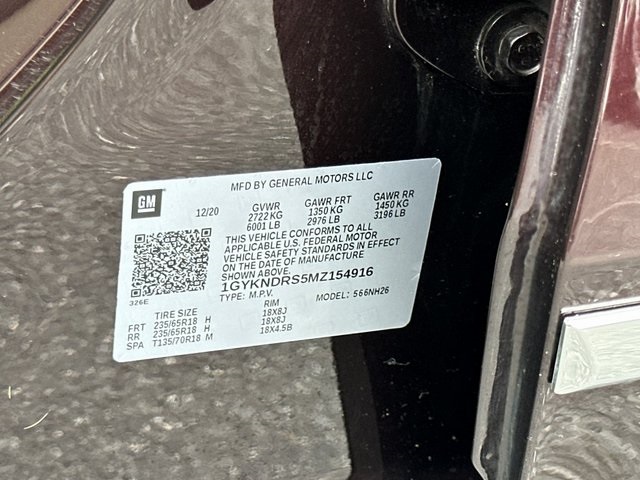 GM
MFD BY GENERAL MOTORS LLC
12/20 GVWR GAWR FRT GAWR RR
2722 KG 1350 KG 1450 KG
6001 LB 2976 LB 3196 LB
THIS VEHICLE CONFORMS TO ALL
APPLICABLE U.S. FEDERAL MOTOR
VEHICLE SAFETY STANDARDS IN EFFECT
ON THE DATE OF MANUFACTURE
SHOWN ABOVE.
1GYKNDRS5MZ154916
326E
TYPE: M.P.V. MODEL: 566NH26
TIRE SIZE RIM
FRT 235/65R18 H 18X8J
RR 235/65R18 H 18X8J
SPA T135/70R18 M 18X4.5B